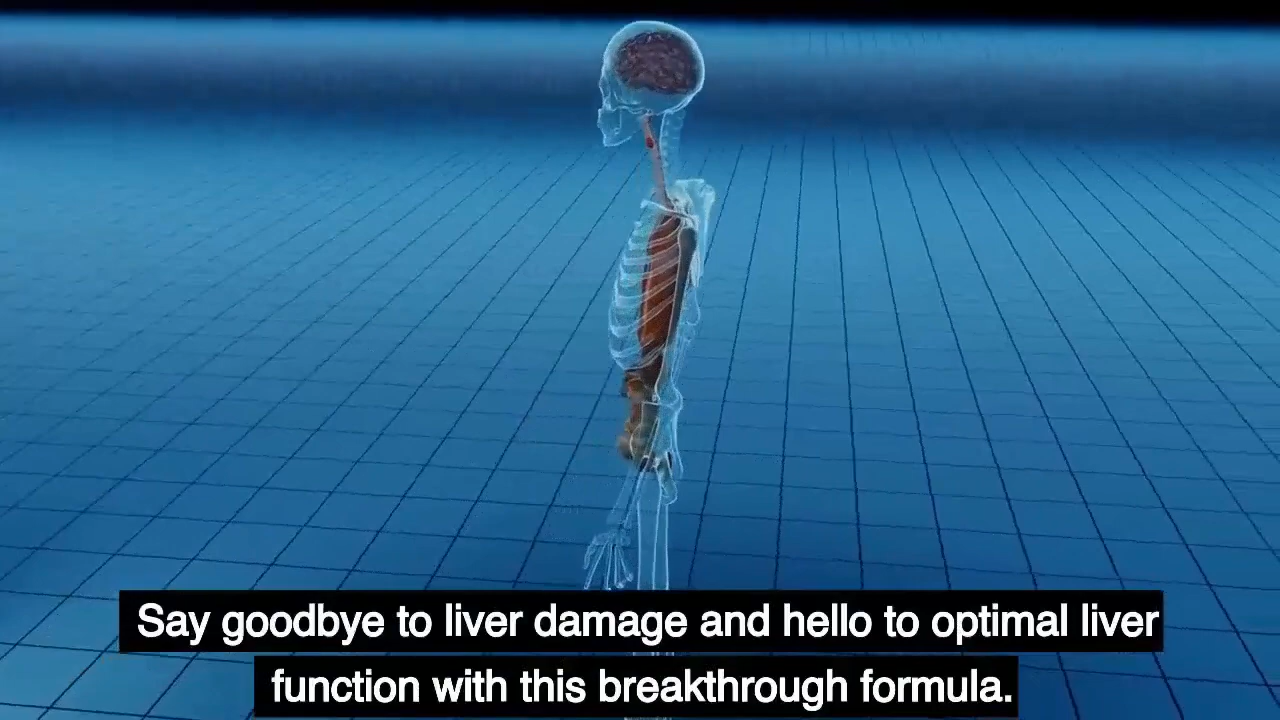 Say goodbye to liver damage and hello to optimal liver
function with this breakthrough formula.